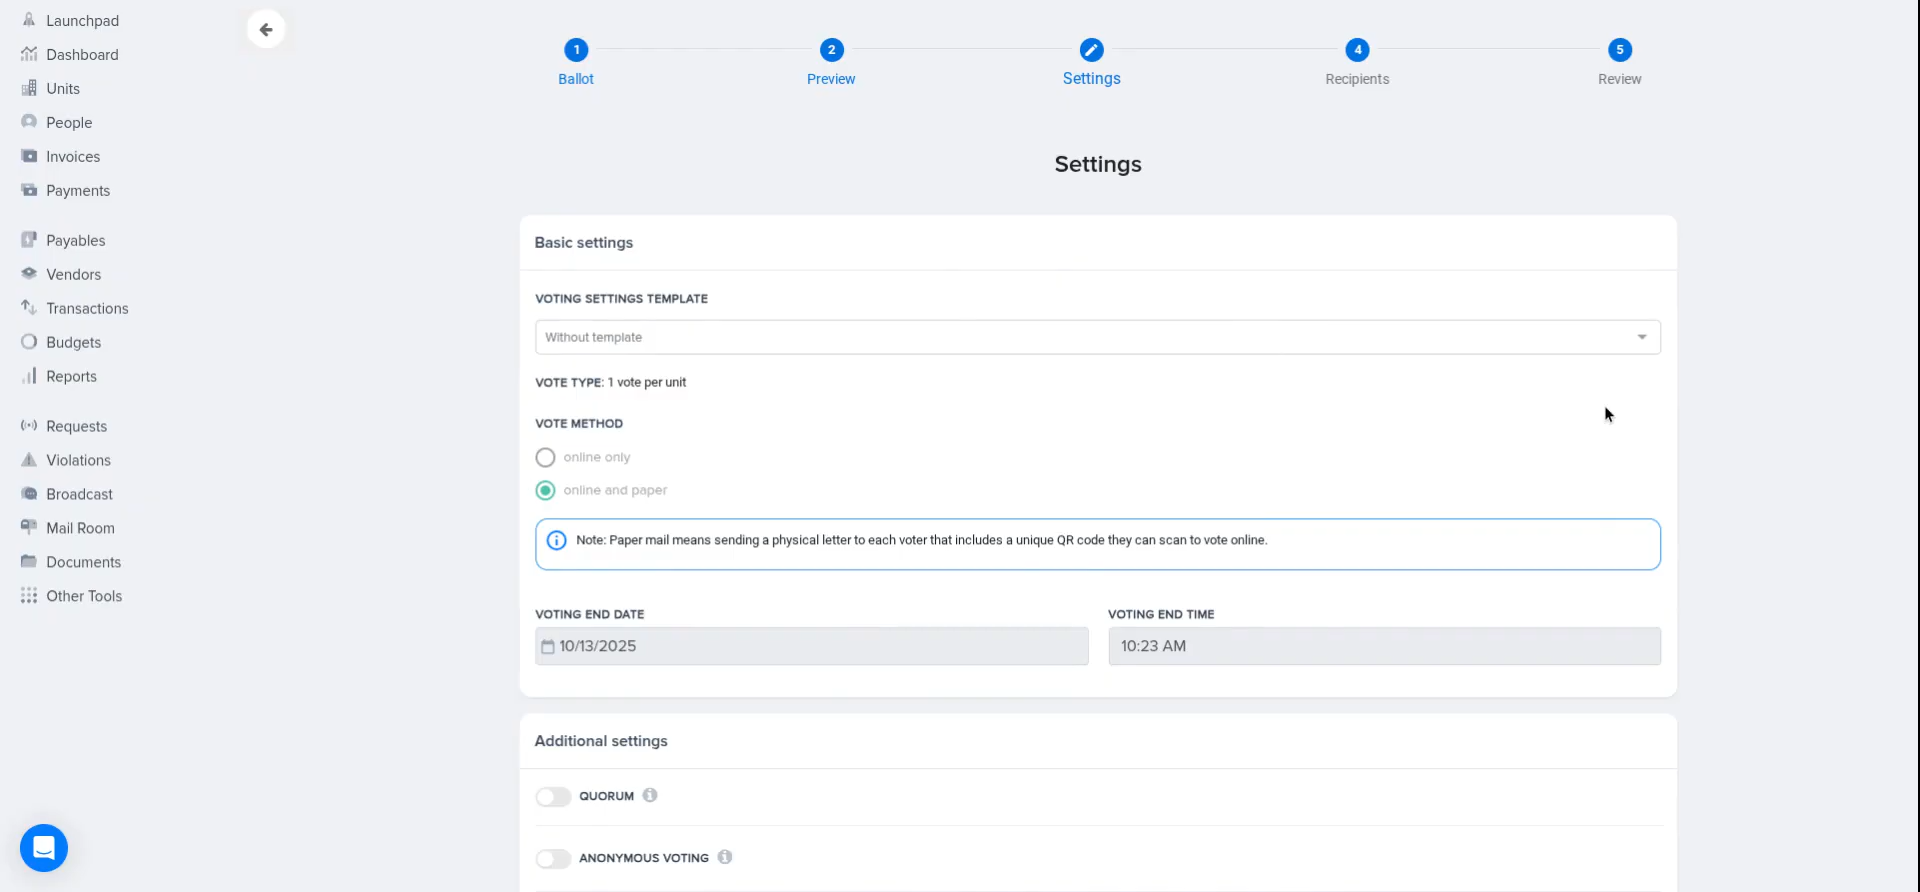 Launchpad
Dashboard
Units
People
Invoices
Payments
Payables
Vendors
Transactions
Budgets
Reports
Requests
Violations
Broadcast
Mail Room
Documents
Other Tools
1
Ballot
2
Preview
Settings
4
Recipients
5
Review
Settings
Basic settings
VOTING SETTINGS TEMPLATE
Without template
VOTE TYPE: 1 vote per unit
VOTE METHOD
online only
online and paper
Note: Paper mail means sending a physical letter to each voter that includes a unique QR code they can scan to vote online.
VOTING END DATE
10/13/2025
VOTING END TIME
10:23 AM
Additional settings
QUORUM
ANONYMOUS VOTING